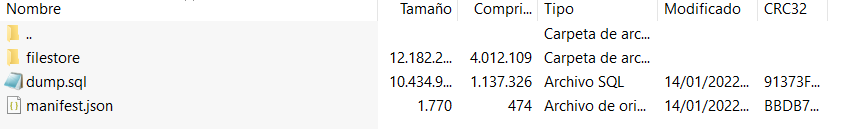 Nombre Tamaño Compri... Tipo Modificado CRC32
.. Carpeta de arc...
filestore 12.182.2... 4.012.109 Carpeta de arc...
dump.sql 10.434.9... 1.137.326 Archivo SQL 14/01/2022... 91373F...
manifest.json 1.770 474 Archivo de ori... 14/01/2022... BBDB7...